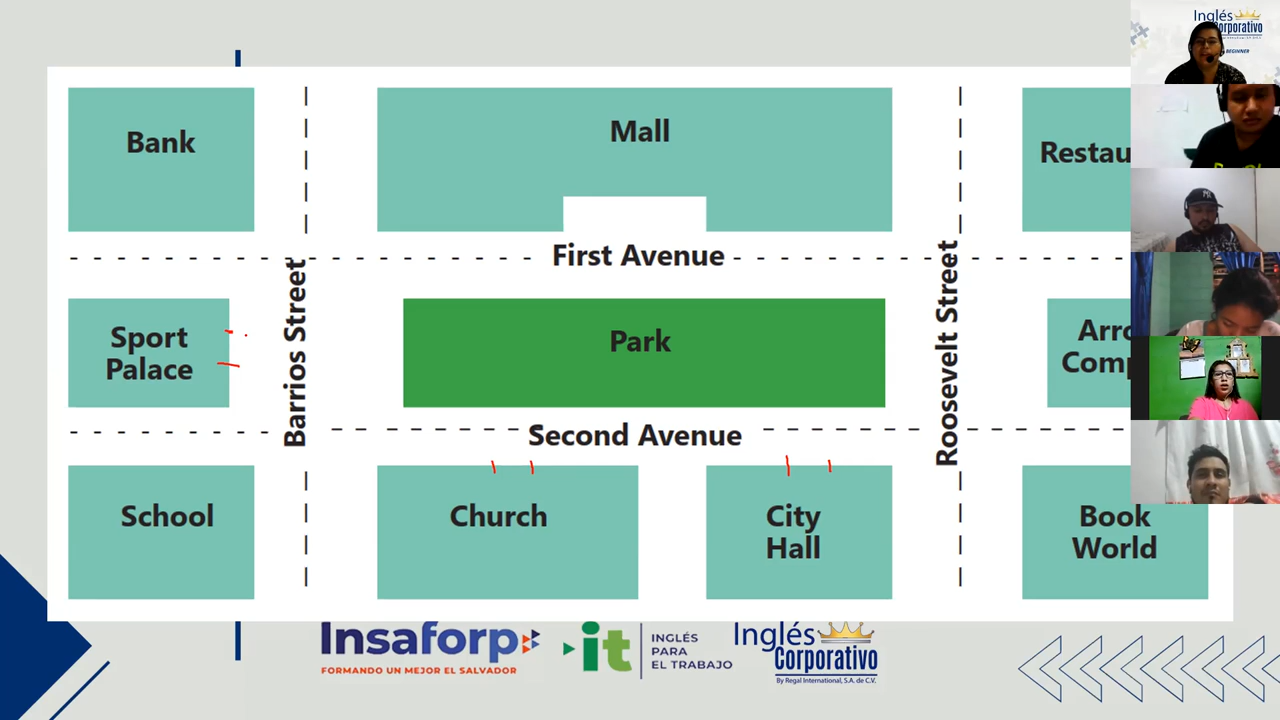 Inglés
Corporativo
BEGINNER
Bank
Mall
Restau
First Avenue
Barrios Street
Roosevelt Street
Sport
Palace
Park
Arro
Comp
Second Avenue
School
Church
City
Hall
Book
World
Insaforp
FORMANDO UN MEJOR EL SALVADOR
it
INGLÉS
PARA
EL TRABAJO
Inglés
Corporativo
By Regal International, S.A. de C.V.